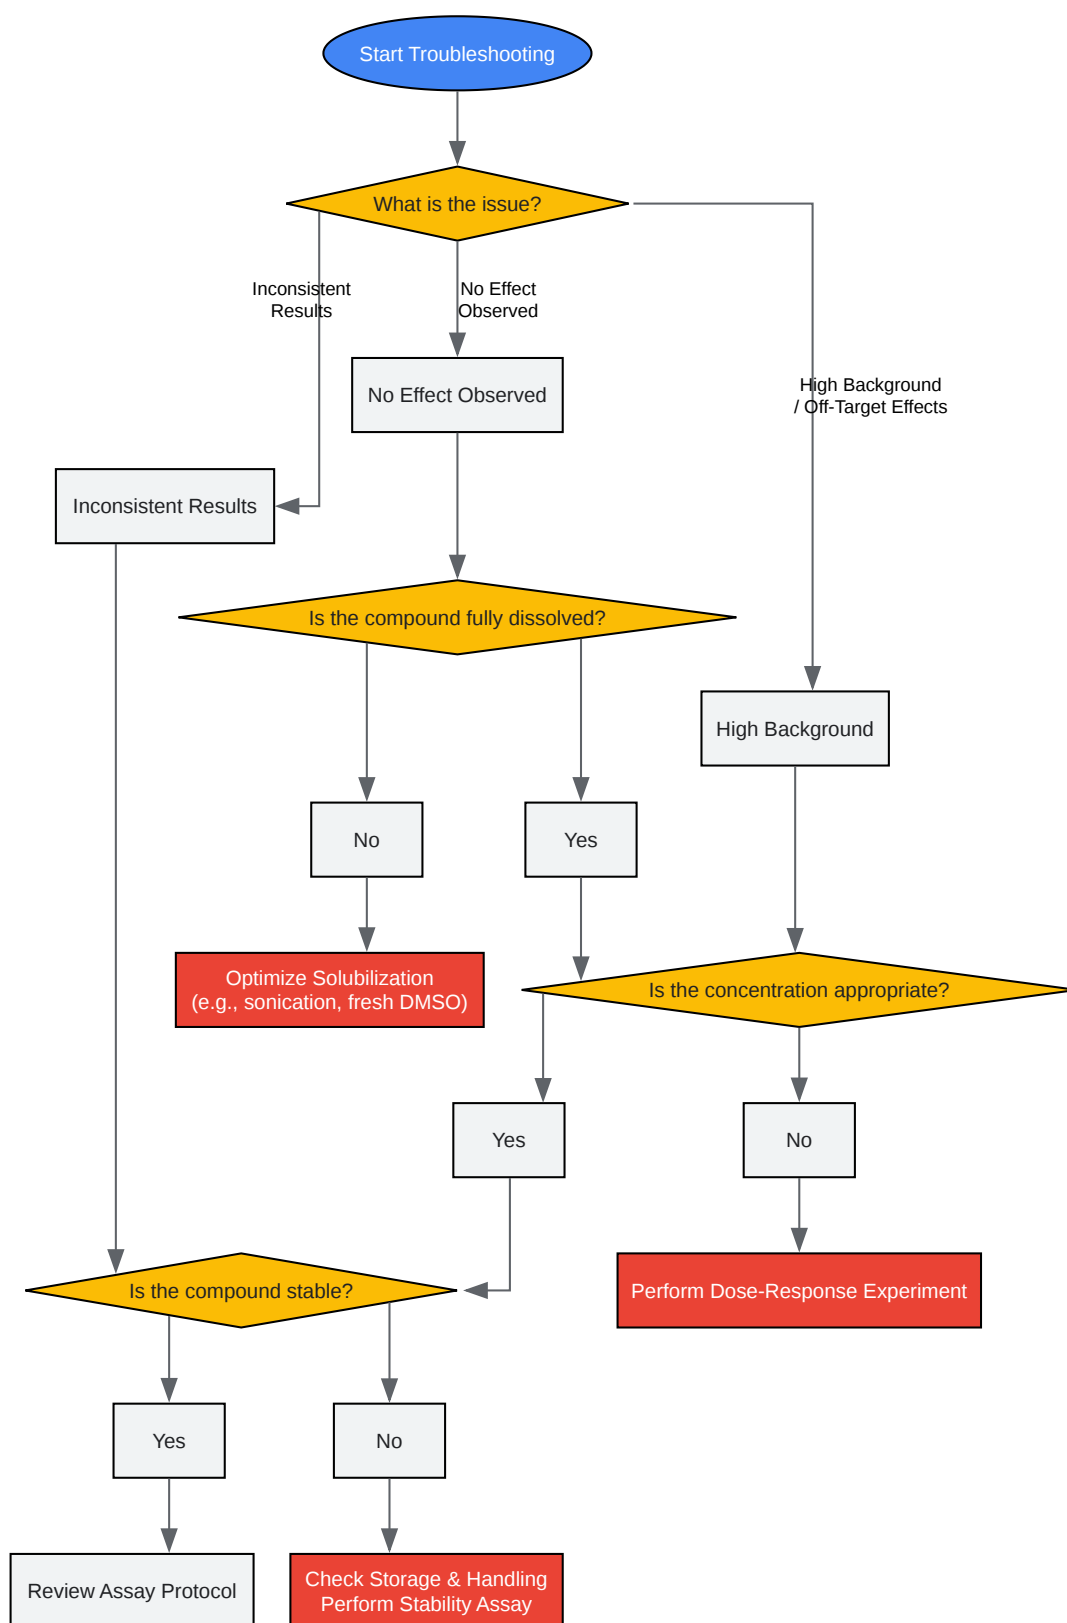 Start Troubleshooting
What is the issue?
Inconsistent
Results
No Effect
Observed
No Effect Observed
High Background
/ Off-Target Effects
Inconsistent Results
Is the compound fully dissolved?
High Background
No
Yes
Optimize Solubilization
(e.g., sonication, fresh DMSO)
Is the concentration appropriate?
Yes
No
Is the compound stable?
Perform Dose-Response Experiment
Yes
No
Review Assay Protocol
Check Storage & Handling
Perform Stability Assay